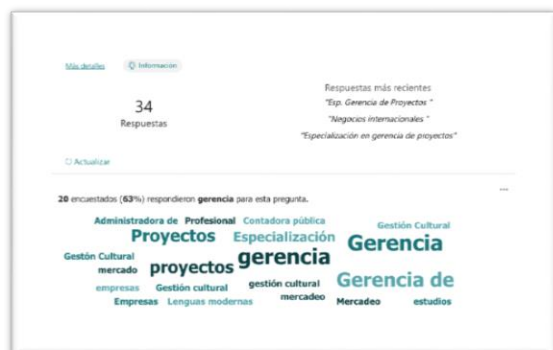 Más detalles
Información
34
Respuestas
Respuestas más recientes
"Esp. Gerencia de Proyectos "
"Negocios internacionales "
"Especialización en gerencia de proyectos"
Actualizar
...
20 encuestados (63%) respondieron gerencia para esta pregunta.
Administradora de Profesional Contadora pública Gestión Cultural
Proyectos Especialización Gerencia
Gestón Cultural gerencia
mercado proyectos
empresas Gestión cultural gestión cultural Gerencia de
Empresas Lenguas modernas mercadeo Mercadeo estudios